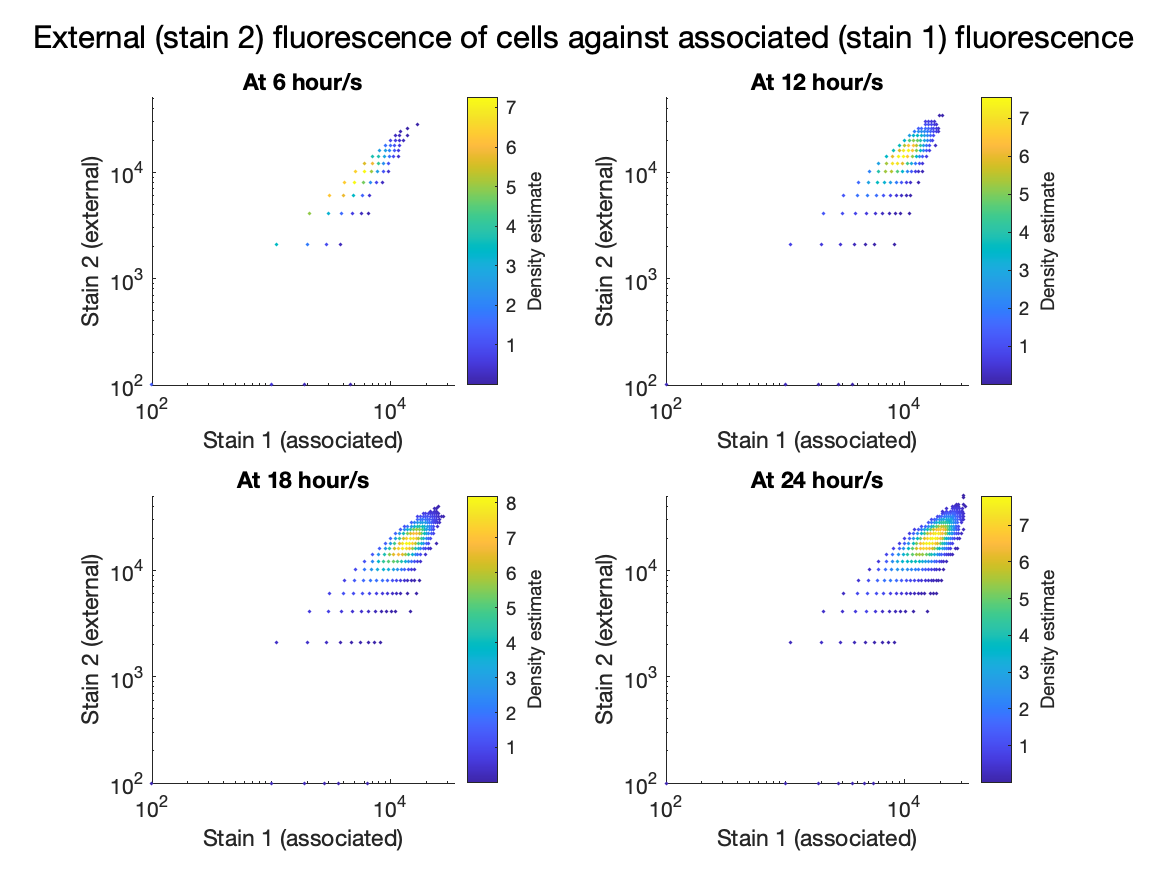 External (stain 2) fluorescence of cells against associated (stain 1) fluorescence
At 6 hour/s
Stain 2 (external)
10^4
10^3
10^2
10^2
10^4
Stain 1 (associated)
7
6
5
4
3
2
1
Density estimate
At 12 hour/s
Stain 2 (external)
10^4
10^3
10^2
10^2
10^4
Stain 1 (associated)
7
6
5
4
3
2
1
Density estimate
At 18 hour/s
Stain 2 (external)
10^4
10^3
10^2
10^2
10^4
Stain 1 (associated)
8
7
6
5
4
3
2
1
Density estimate
At 24 hour/s
Stain 2 (external)
10^4
10^3
10^2
10^2
10^4
Stain 1 (associated)
7
6
5
4
3
2
1
Density estimate